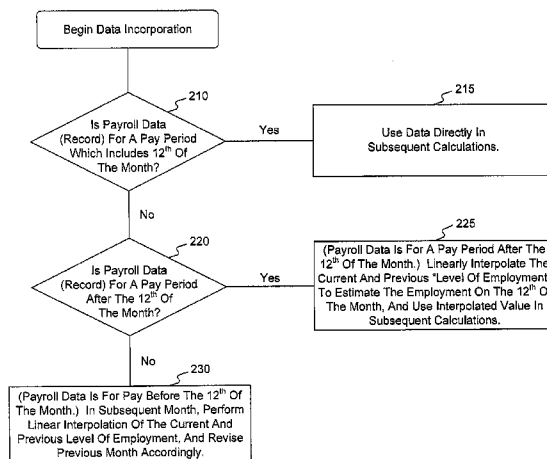 Begin Data Incorporation
210
Is Payroll Data
(Record) For A Pay Period
Which Includes 12th Of
The Month?
Yes
215
Use Data Directly In
Subsequent Calculations.
No
220
Is Payroll Data
(Record) For A Pay Period
After The 12th Of The
Month?
Yes
225
(Payroll Data Is For A Pay Period After The
12th Of The Month.) Linearly Interpolate The
Current And Previous "Level Of Employment
To Estimate The Employment On The 12th Of
The Month, And Use Interpolated Value In
Subsequent Calculations.
No
230
(Payroll Data Is For Pay Before The 12th Of
The Month.) In Subsequent Month, Perform
Linear Interpolation Of The Current And
Previous Level Of Employment, And Revise
Previous Month Accordingly.